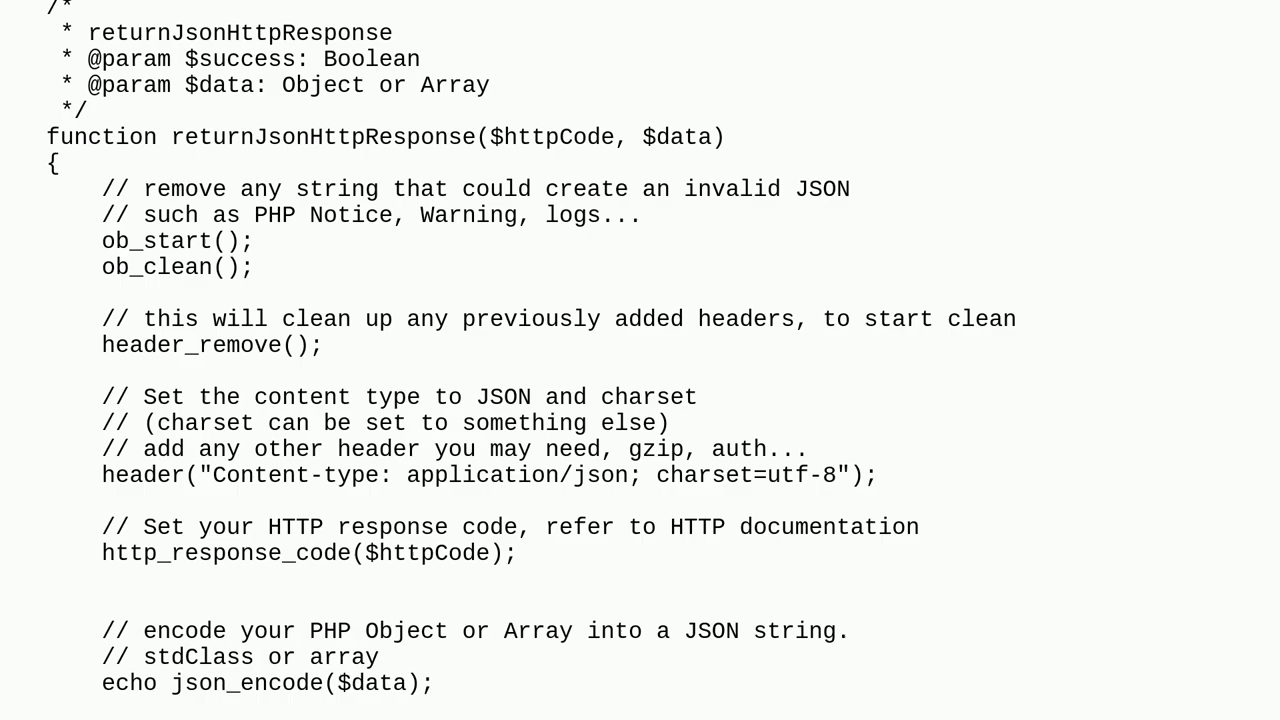 /*
 * returnJsonHttpResponse
 * @param $success: Boolean
 * @param $data: Object or Array
 */
function returnJsonHttpResponse($httpCode, $data)
{
    // remove any string that could create an invalid JSON
    // such as PHP Notice, Warning, logs...
    ob_start();
    ob_clean();

    // this will clean up any previously added headers, to start clean
    header_remove();

    // Set the content type to JSON and charset
    // (charset can be set to something else)
    // add any other header you may need, gzip, auth...
    header("Content-type: application/json; charset=utf-8");

    // Set your HTTP response code, refer to HTTP documentation
    http_response_code($httpCode);


    // encode your PHP Object or Array into a JSON string.
    // stdClass or array
    echo json_encode($data);